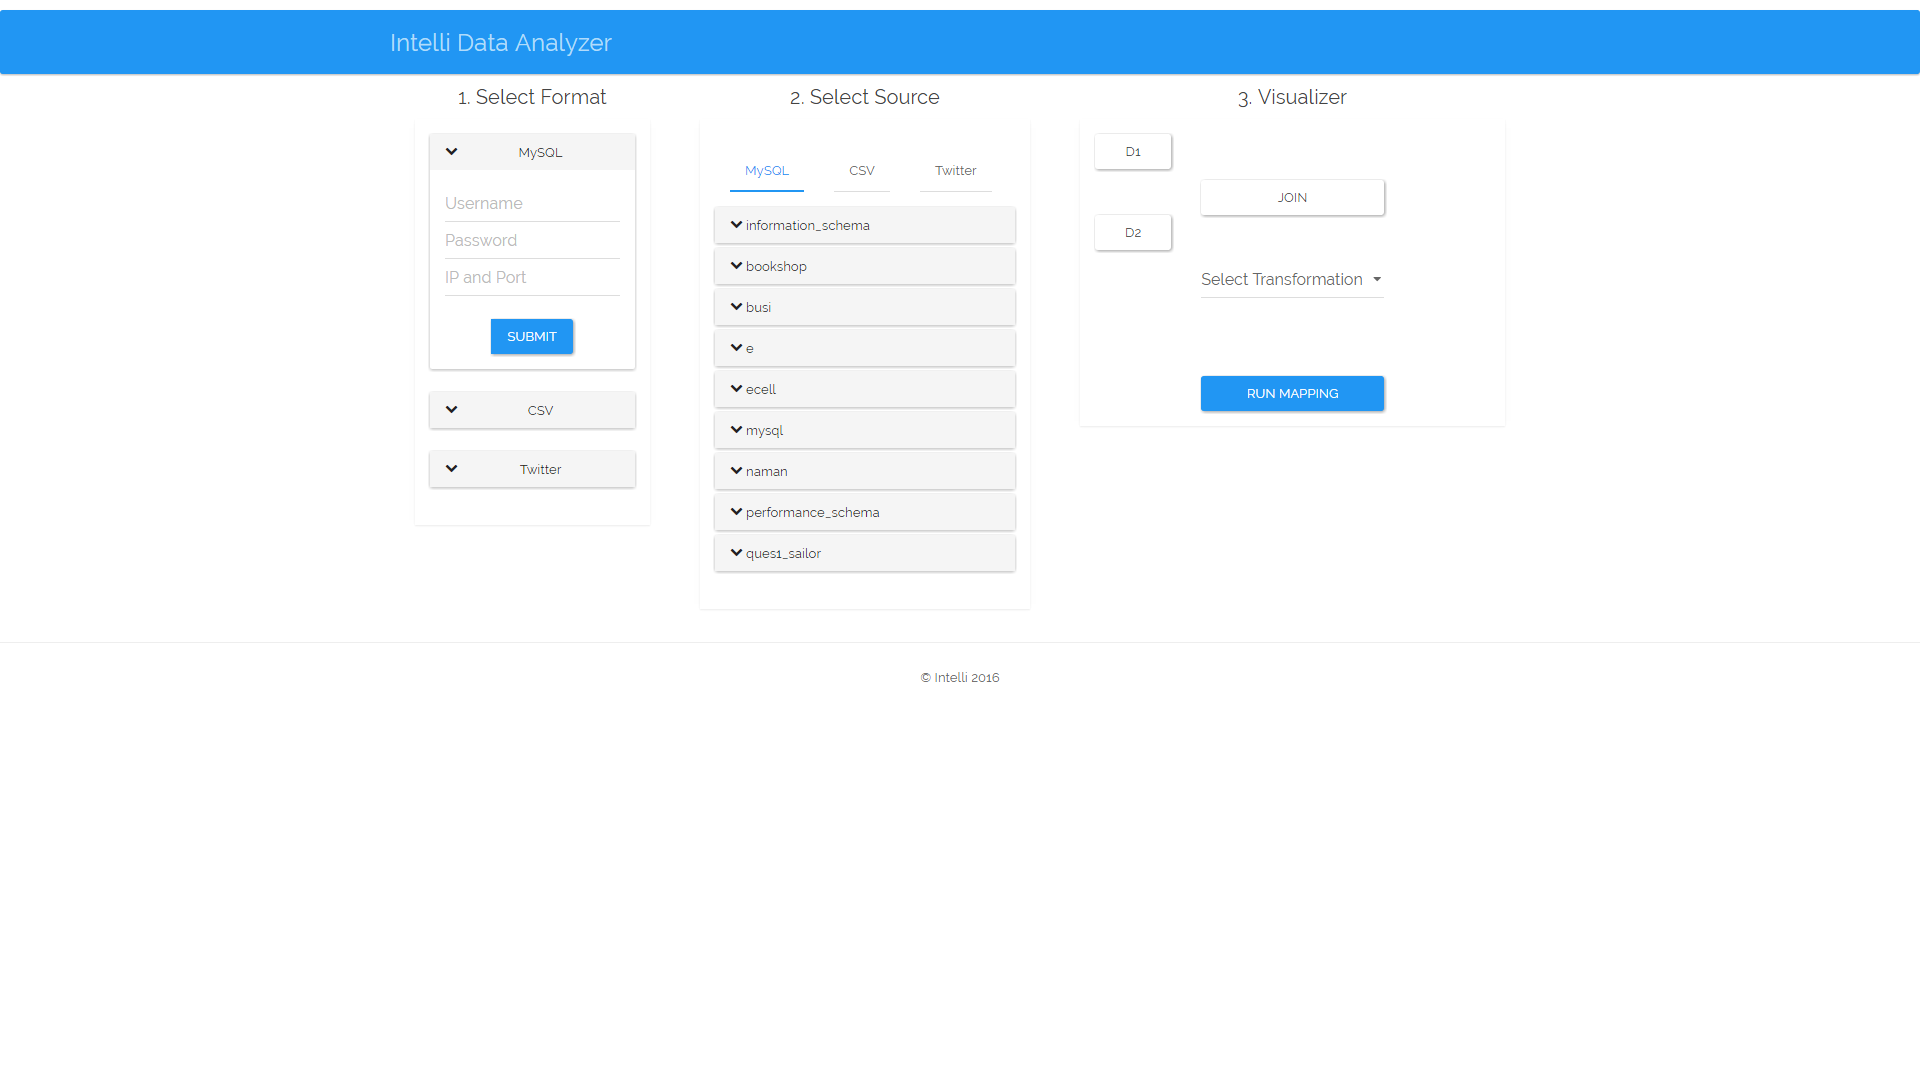 Intelli Data Analyzer
1. Select Format
MySQL
Username
Password
IP and Port
SUBMIT
CSV
Twitter
2. Select Source
MySQL CSV Twitter
information_schema
bookshop
busi
e
ecell
mysql
naman
performance_schema
ques1_sailor
3. Visualizer
D1
JOIN
D2
Select Transformation
RUN MAPPING
© Intelli 2016